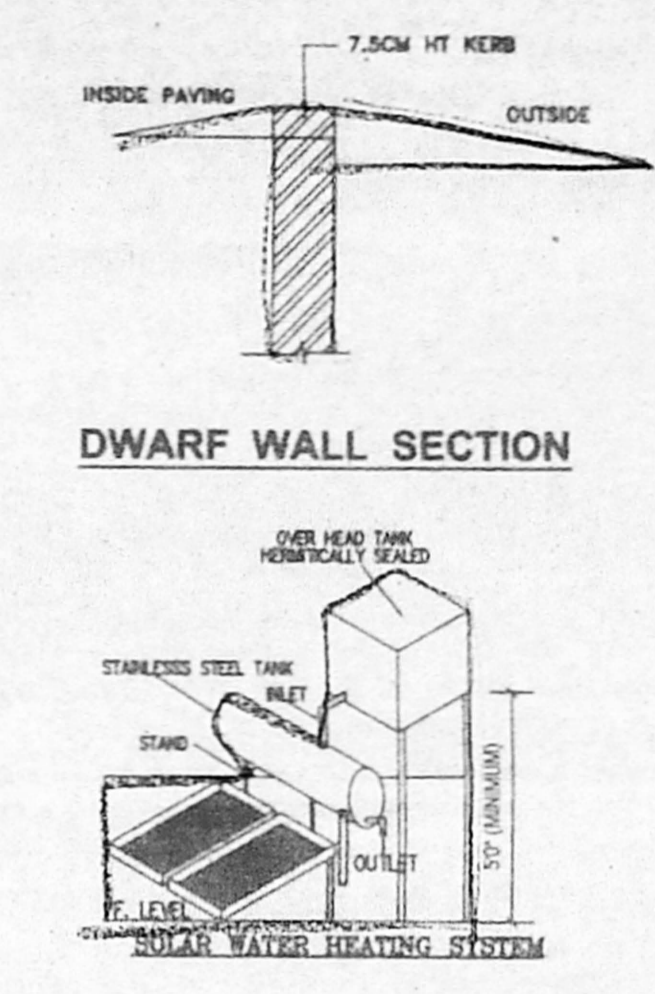 7.5CM HT KERB
INSIDE PAVING
OUTSIDE
DWARF WALL SECTION
OVER HEAD TANK
HERMATICALLY SEALED
STAINLESSS STEEL TANK
INLET
STAND
5'0" (MINIMUM)
OUTLET
F. LEVEL
SOLAR WATER HEATING SYSTEM